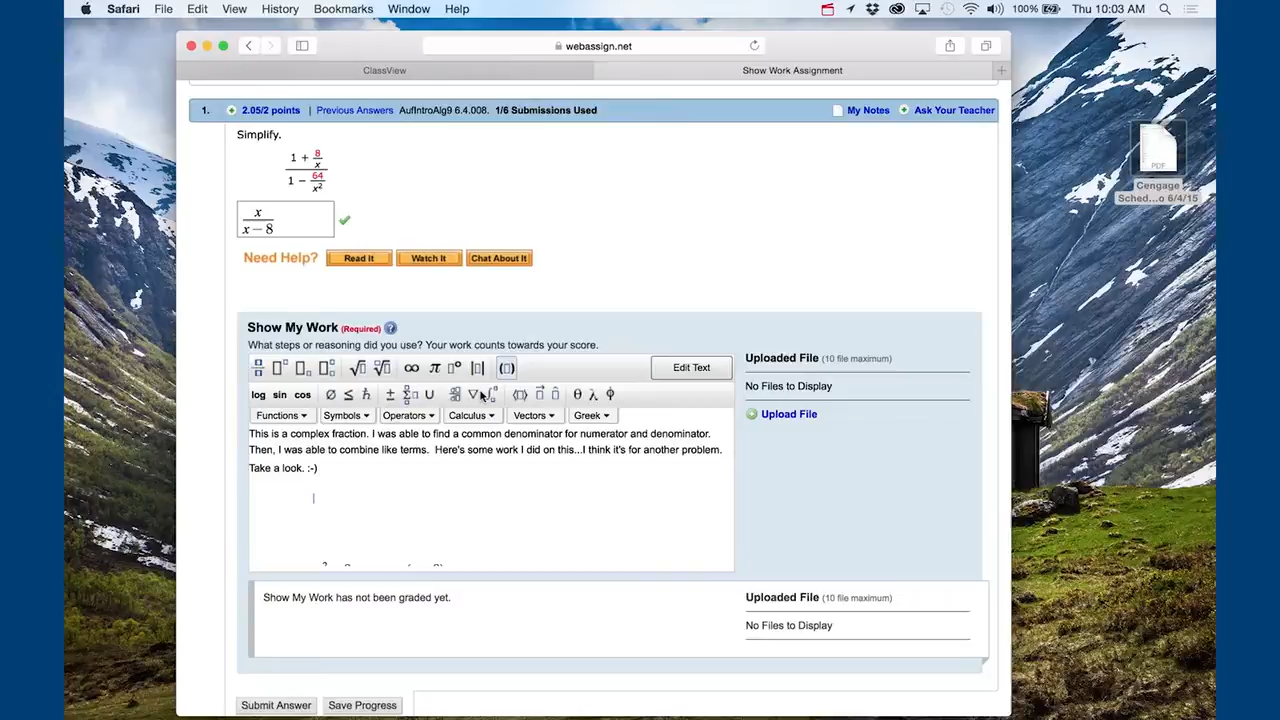 Safari File Edit View History Bookmarks Window Help 100% Thu 10:03 AM
webassign.net
ClassView Show Work Assignment
1. 2.05/2 points | Previous Answers AufIntroAlg9 6.4.008. 1/6 Submissions Used My Notes Ask Your Teacher
Simplify.
1 + 8/x
1 − 64/x²
x
x − 8
Need Help? Read It Watch It Chat About It
Show My Work (Required) ?
What steps or reasoning did you use? Your work counts towards your score.
∞ π Edit Text
log sin cos ∅ ≤ ℏ ± Σ ∪ ∇ ∫ θ λ ϕ
Functions Symbols Operators Calculus Vectors Greek
This is a complex fraction. I was able to find a common denominator for numerator and denominator.
Then, I was able to combine like terms. Here's some work I did on this...I think it's for another problem.
Take a look. :-)
Uploaded File (10 file maximum)
No Files to Display
Upload File
Show My Work has not been graded yet.
Uploaded File (10 file maximum)
No Files to Display
Submit Answer Save Progress
PDF
Cengage
Sched...o 6/4/15